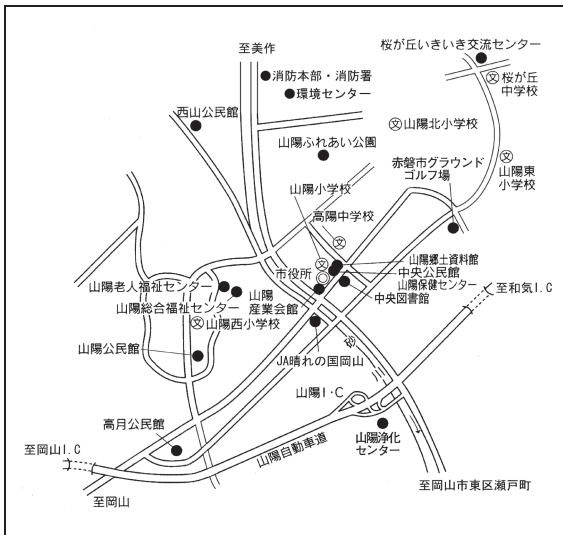 至美作
桜が丘いきいき交流センター
消防本部・消防署
環境センター
文
桜が丘
中学校
西山公民館
文
山陽北小学校
山陽ふれあい公園
赤磐市グラウンド
ゴルフ場
文
山陽東
小学校
山陽小学校
高陽中学校
文
文
市役所
山陽郷土資料館
中央公民館
山陽保健センター
中央図書館
山陽老人福祉センター
山陽総合福祉センター
山陽
産業会館
至和気I.C
文
山陽西小学校
山陽公民館
JA晴れの国岡山
山陽I・C
高月公民館
山陽自動車道
山陽浄化
センター
至岡山I.C
至岡山
至岡山市東区瀬戸町